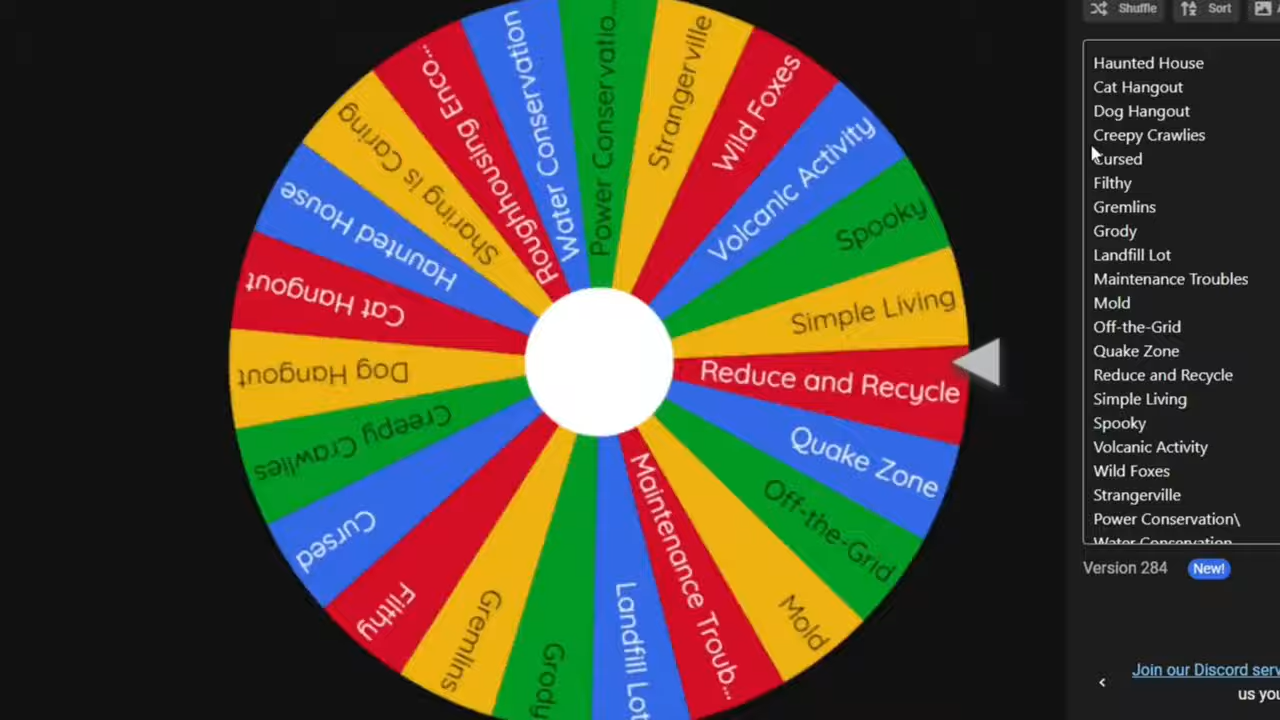 Shuffle
Sort
Haunted House
Cat Hangout
Dog Hangout
Creepy Crawlies
Cursed
Filthy
Gremlins
Grody
Landfill Lot
Maintenance Troubles
Mold
Off-the-Grid
Quake Zone
Reduce and Recycle
Simple Living
Spooky
Volcanic Activity
Wild Foxes
Strangerville
Power Conservation\
Water Conservation
Version 284
New!
Join our Discord serv
us you
Power Conservatio...
Strangerville
Wild Foxes
Volcanic Activity
Spooky
Simple Living
Reduce and Recycle
Quake Zone
Off-the-Grid
Mold
Maintenance Troub...
Landfill Lot
Grody
Gremlins
Filthy
Cursed
Creepy Crawlies
Dog Hangout
Cat Hangout
Haunted House
Sharing is Caring
Roughhousing Enco...
Water Conservation